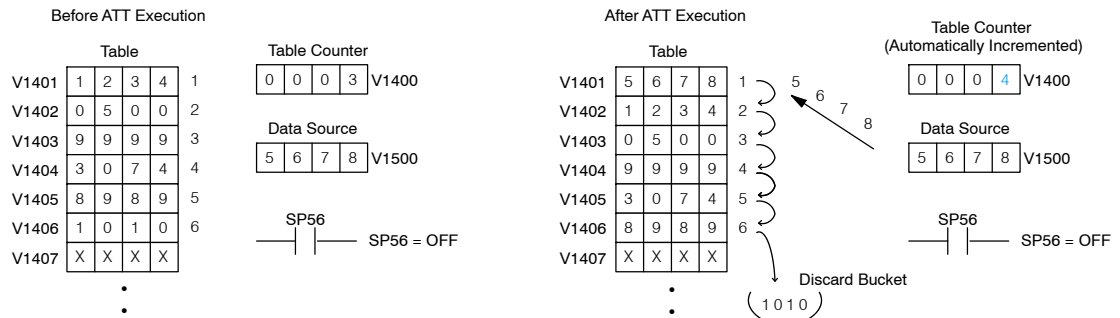 Before ATT Execution
Table
V1401 1 2 3 4 1
V1402 0 5 0 0 2
V1403 9 9 9 9 3
V1404 3 0 7 4 4
V1405 8 9 8 9 5
V1406 1 0 1 0 6
V1407 X X X X
Table Counter
0 0 0 3 V1400
Data Source
5 6 7 8 V1500
SP56
SP56 = OFF
After ATT Execution
Table
V1401 5 6 7 8 1
V1402 1 2 3 4 2
V1403 0 5 0 0 3
V1404 9 9 9 9 4
V1405 3 0 7 4 5
V1406 8 9 8 9 6
V1407 X X X X
5 6 7 8
Discard Bucket
(1010)
Table Counter
(Automatically Incremented)
0 0 0 4 V1400
Data Source
5 6 7 8 V1500
SP56
SP56 = OFF